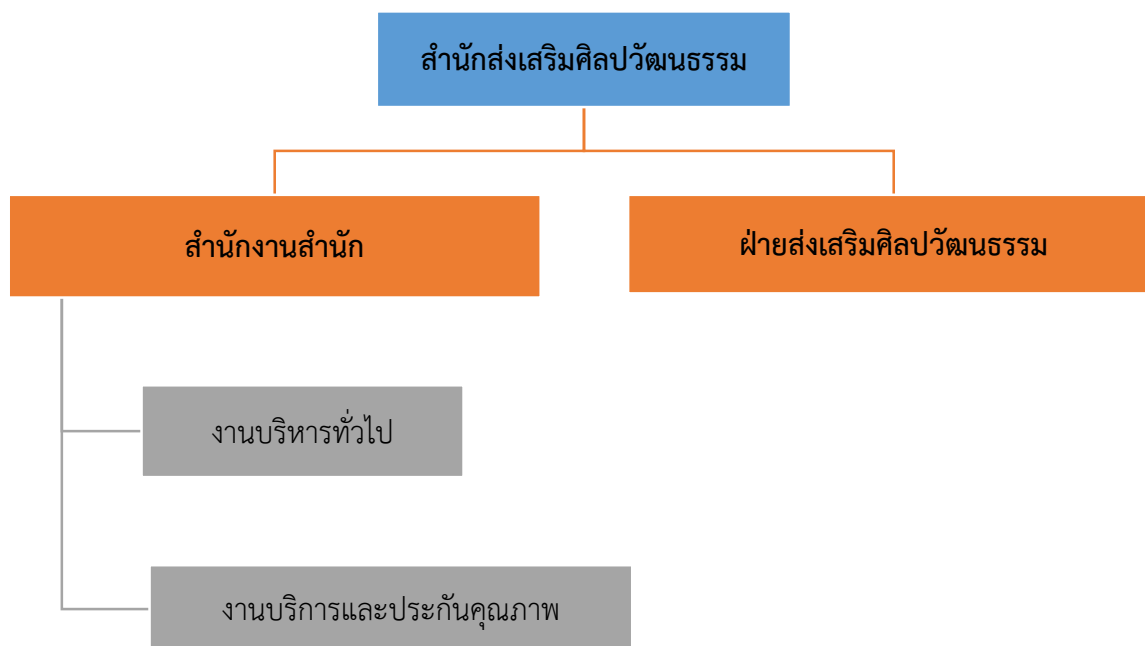 สำนักส่งเสริมศิลปวัฒนธรรม
สำนักงานสำนัก
ฝ่ายส่งเสริมศิลปวัฒนธรรม
งานบริหารทั่วไป
งานบริการและประกันคุณภาพ